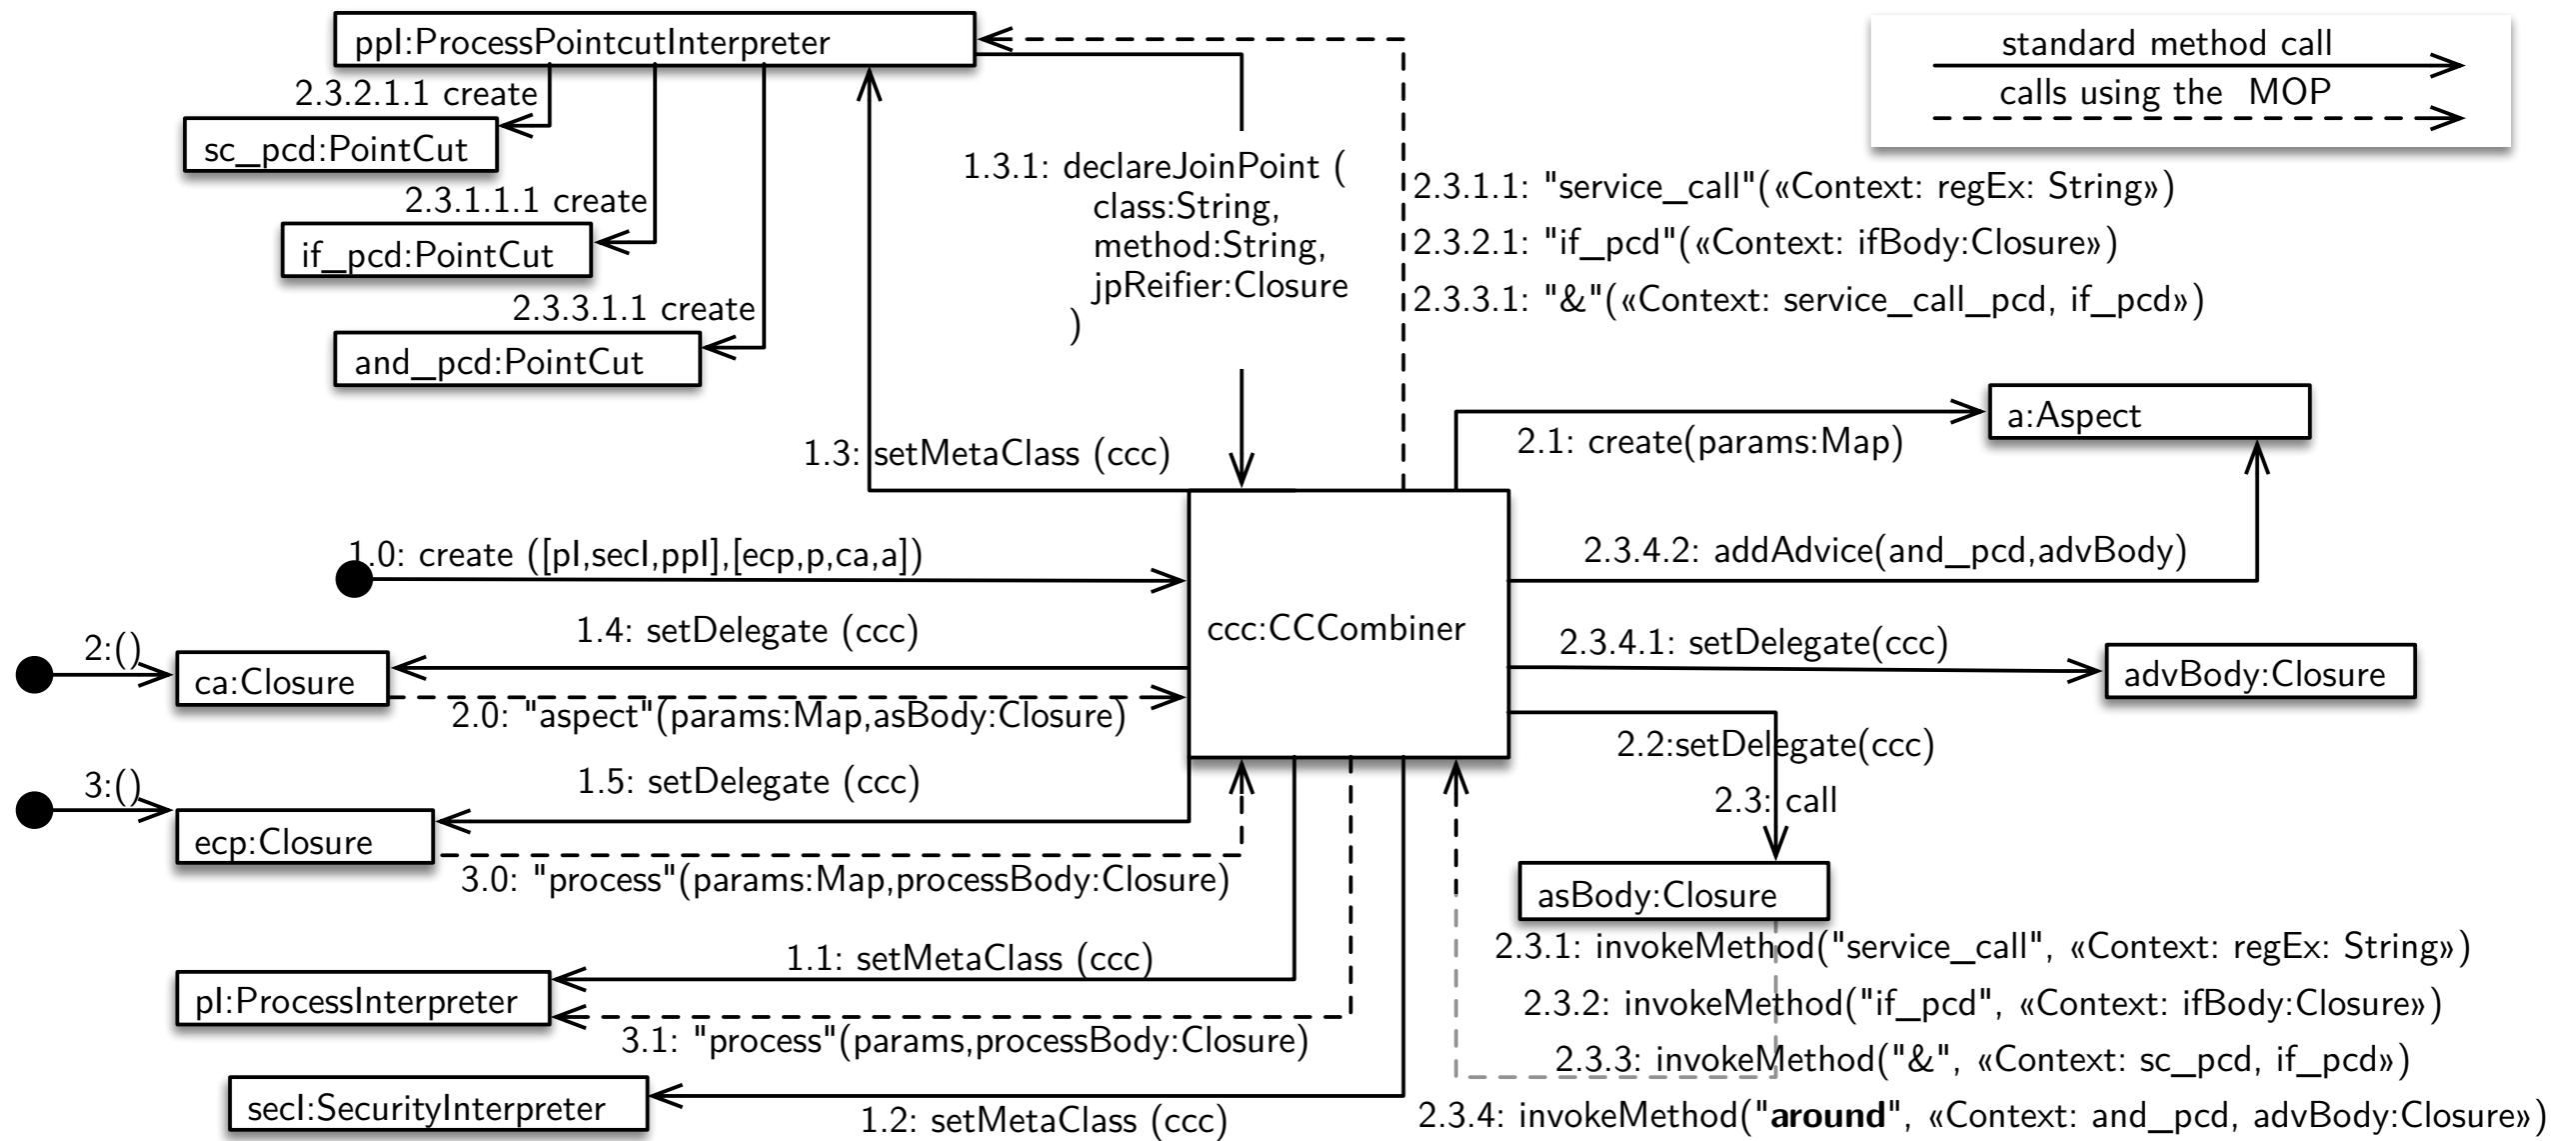 ppI:ProcessPointcutInterpreter
standard method call
calls using the MOP
2.3.2.1.1 create
sc_pcd:PointCut
2.3.1.1.1 create
if_pcd:PointCut
2.3.3.1.1 create
and_pcd:PointCut
1.3.1: declareJoinPoint (
class:String,
method:String,
jpReifier:Closure
)
2.3.1.1: "service_call"(«Context: regEx: String»)
2.3.2.1: "if_pcd"(«Context: ifBody:Closure»)
2.3.3.1: "&"(«Context: service_call_pcd, if_pcd»)
a:Aspect
2.1: create(params:Map)
1.3: setMetaClass (ccc)
1.0: create ([pI,secI,ppI],[ecp,p,ca,a])
2.3.4.2: addAdvice(and_pcd,advBody)
ccc:CCCombiner
1.4: setDelegate (ccc)
2.3.4.1: setDelegate(ccc)
2:()
ca:Closure
advBody:Closure
2.0: "aspect"(params:Map,asBody:Closure)
2.2:setDelegate(ccc)
1.5: setDelegate (ccc)
3:()
2.3: call
ecp:Closure
3.0: "process"(params:Map,processBody:Closure)
asBody:Closure
2.3.1: invokeMethod("service_call", «Context: regEx: String»)
1.1: setMetaClass (ccc)
pI:ProcessInterpreter
2.3.2: invokeMethod("if_pcd", «Context: ifBody:Closure»)
3.1: "process"(params,processBody:Closure)
2.3.3: invokeMethod("&", «Context: sc_pcd, if_pcd»)
secI:SecurityInterpreter
1.2: setMetaClass (ccc)
2.3.4: invokeMethod("around", «Context: and_pcd, advBody:Closure»)